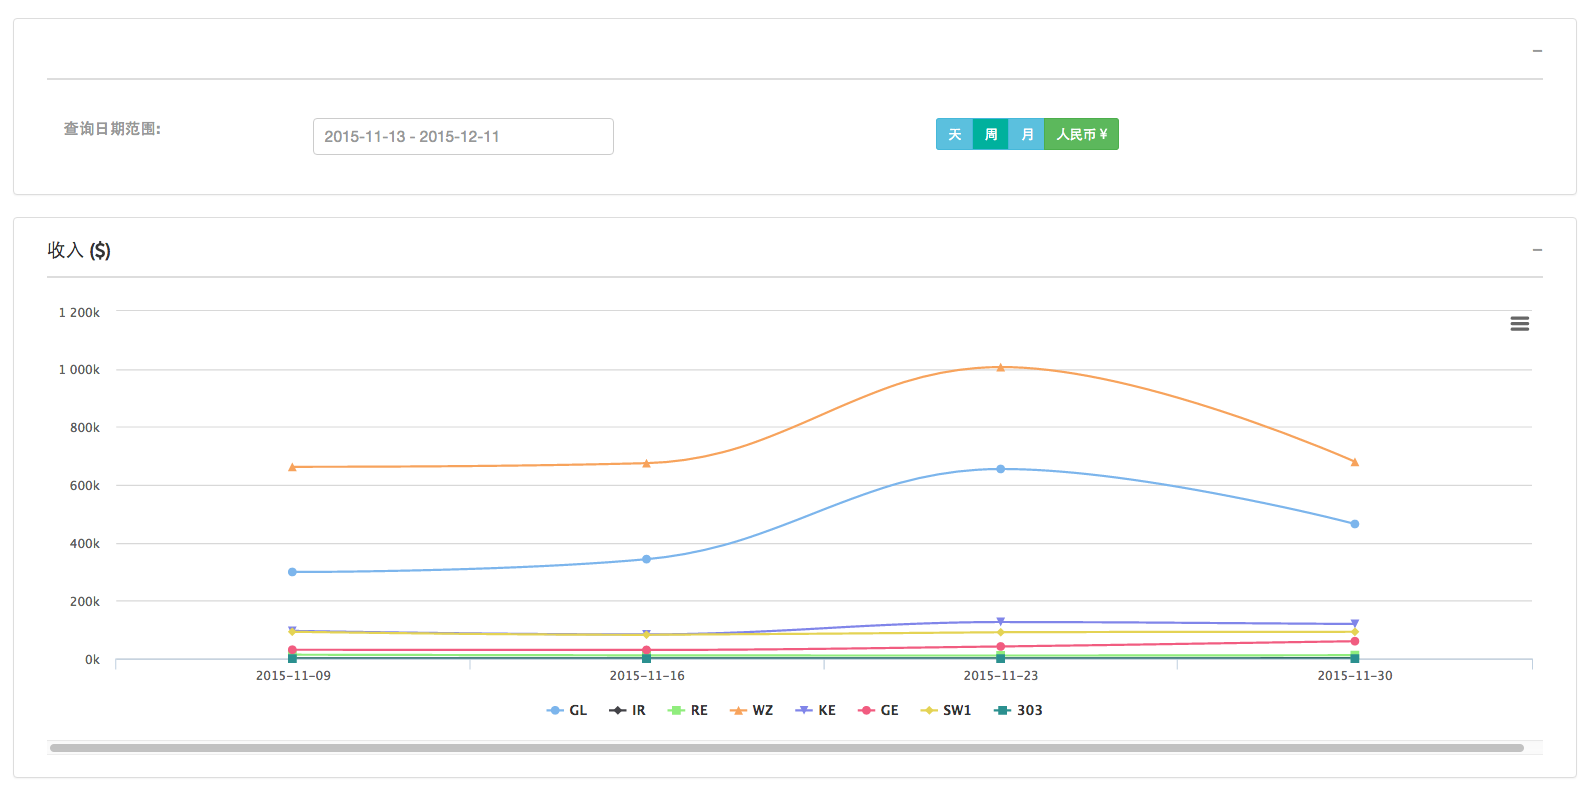 查询日期范围:
2015-11-13 - 2015-12-11
天 周 月 人民币 ¥
收入 ($)
1 200k
1 000k
800k
600k
400k
200k
0k
2015-11-09 2015-11-16 2015-11-23 2015-11-30
GL IR RE WZ KE GE SW1 303